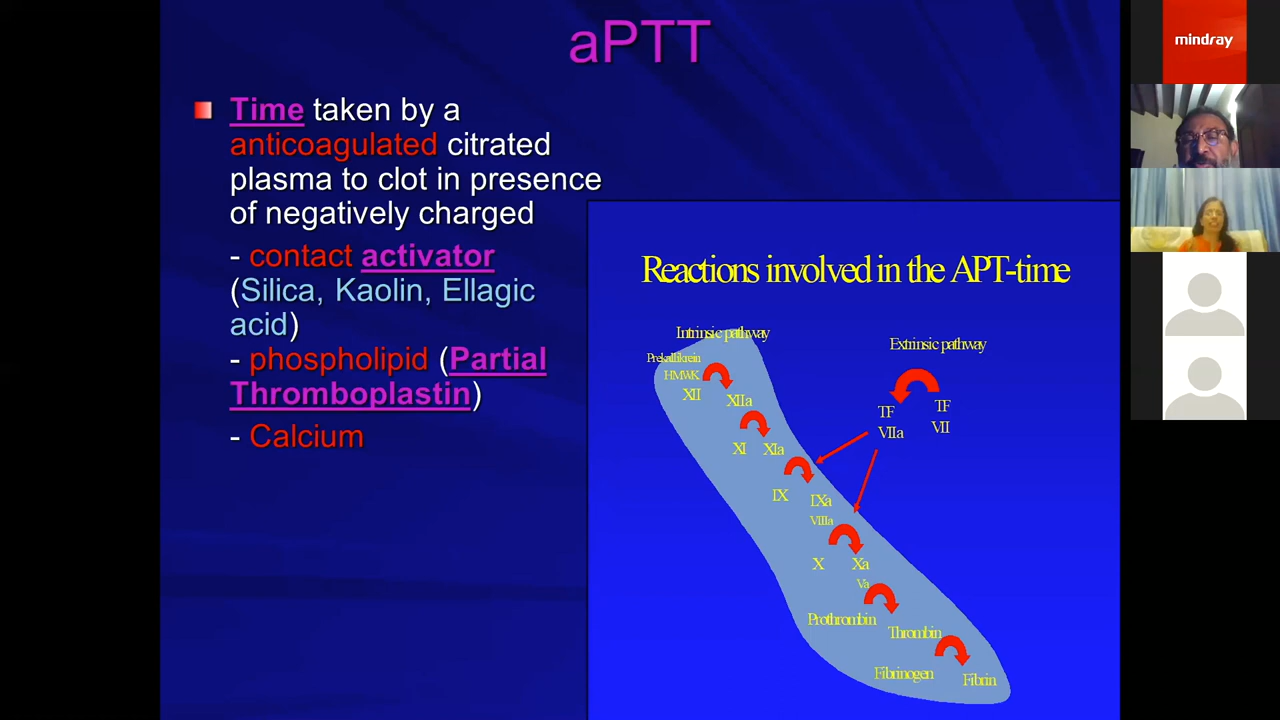 aPTT
Time taken by a
anticoagulated citrated
plasma to clot in presence
of negatively charged
- contact activator
(Silica, Kaolin, Ellagic
acid)
- phospholipid (Partial
Thromboplastin)
- Calcium
Reactions involved in the APT-time
Intrinsic pathway
Extrinsic pathway
Prekallikrein
HMWK
XII
XIIa
TF
VIIa
TF
VII
XI
XIa
IX
IXa
VIIIa
X
Xa
Va
Prothrombin
Thrombin
Fibrinogen
Fibrin
mindray